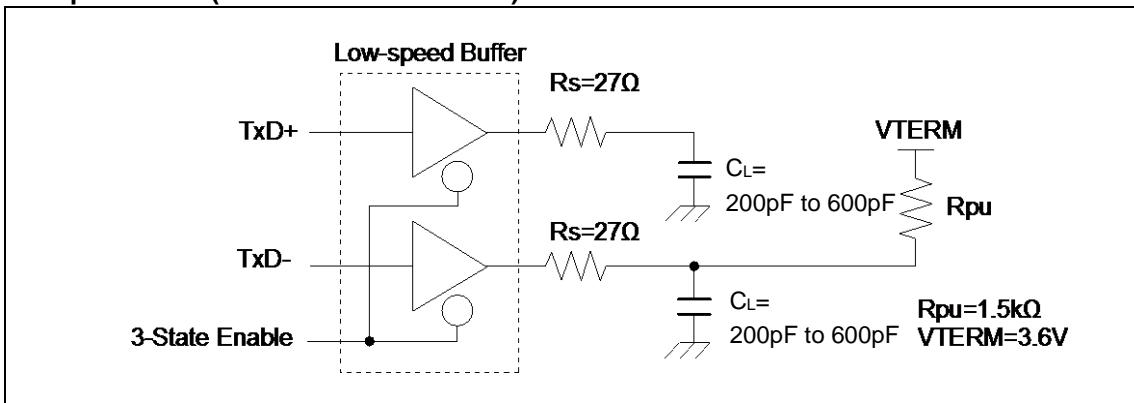 Low-speed Buffer
Rs=27Ω
TxD+
VTERM
CL=
200pF to 600pF
Rpu
Rs=27Ω
TxD-
CL=
200pF to 600pF
Rpu=1.5kΩ
VTERM=3.6V
3-State Enable